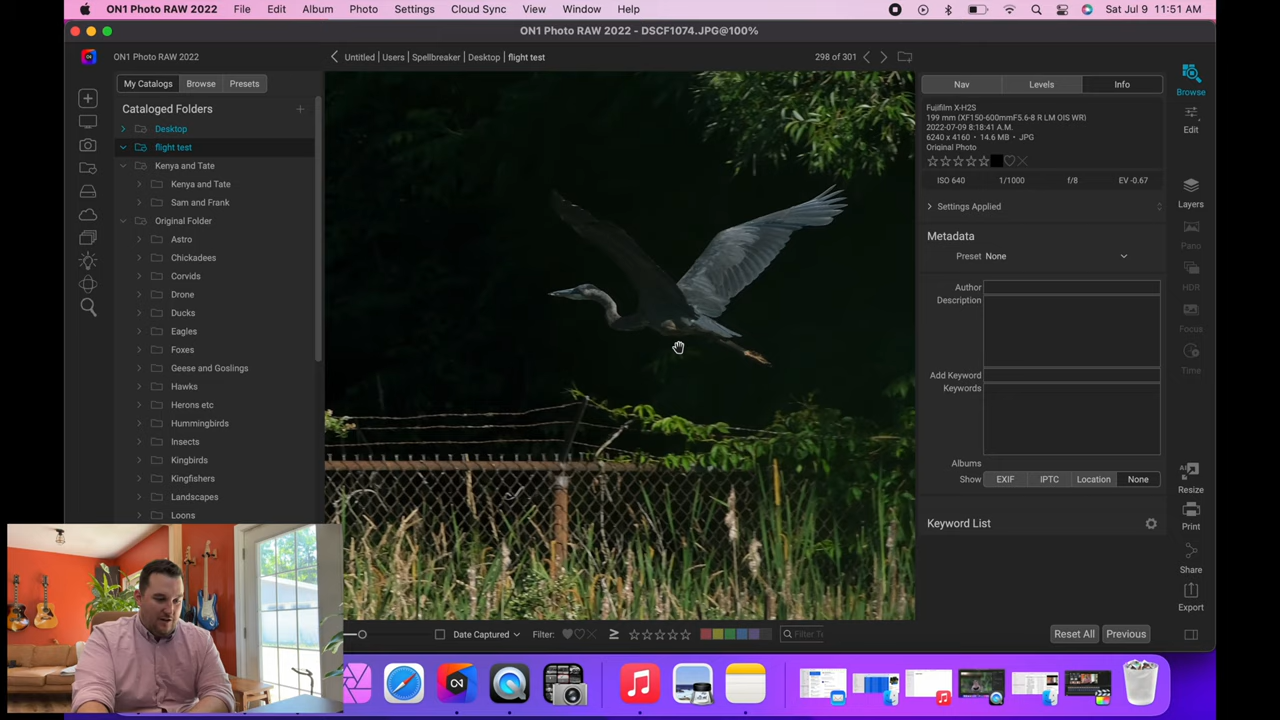 ON1 Photo RAW 2022 File Edit Album Photo Settings Cloud Sync View Window Help Sat Jul 9 11:51 AM
ON1 Photo RAW 2022 - DSCF1074.JPG@100%
ON1 Photo RAW 2022
Untitled | Users | Spellbreaker | Desktop | flight test
298 of 301
My Catalogs Browse Presets
Nav Levels Info
Cataloged Folders
Desktop
flight test
Kenya and Tate
Kenya and Tate
Sam and Frank
Original Folder
Astro
Chickadees
Corvids
Drone
Ducks
Eagles
Foxes
Geese and Goslings
Hawks
Herons etc
Hummingbirds
Insects
Kingbirds
Kingfishers
Landscapes
Loons
Fujifilm X-H2S
199 mm (XF150-600mmF5.6-8 R LM OIS WR)
2022-07-09 8:18:41 A.M.
6240 x 4160 • 14.6 MB • JPG
Original Photo
ISO 640 1/1000 f/8 EV -0.67
Settings Applied
Metadata
Preset None
Author
Description
Add Keyword
Keywords
Albums
Show EXIF IPTC Location None
Keyword List
Browse
Edit
Layers
Pano
HDR
Focus
Time
AI
Resize
Print
Share
Export
Date Captured Filter:
Reset All Previous